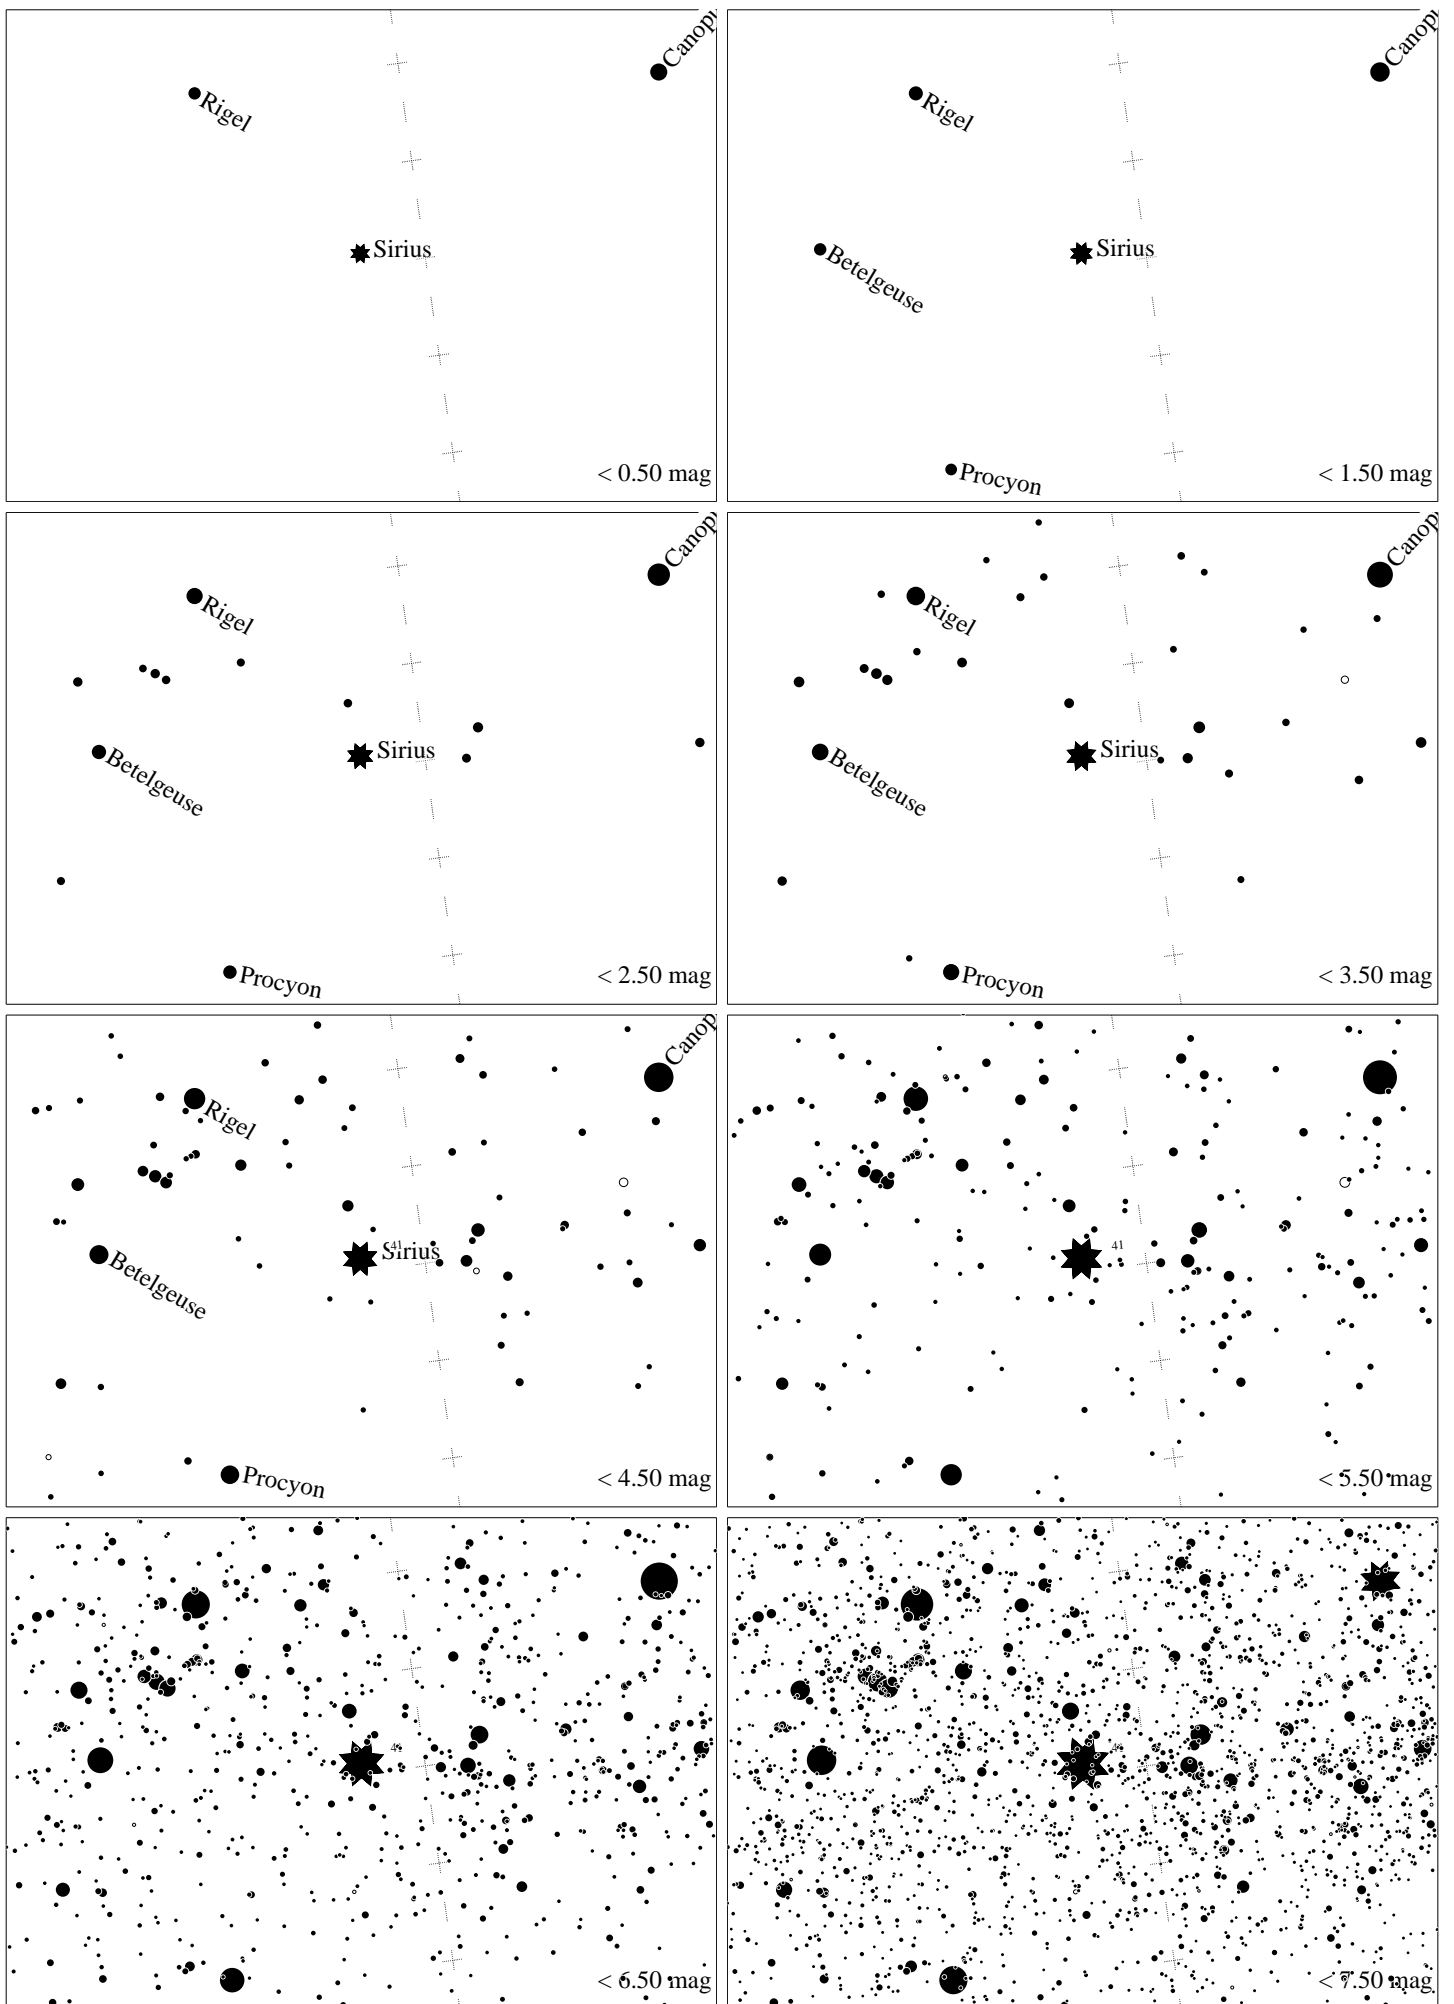 Canop
Rigel
Sirius
< 0.50 mag
Canop
Rigel
Betelgeuse
Sirius
Procyon
< 1.50 mag
Canop
Rigel
Betelgeuse
Sirius
Procyon
< 2.50 mag
Canop
Rigel
Betelgeuse
Sirius
Procyon
< 3.50 mag
Canop
Rigel
41
Sirius
Betelgeuse
Procyon
< 4.50 mag
41
< 5.50 mag
< 6.50 mag
< 7.50 mag